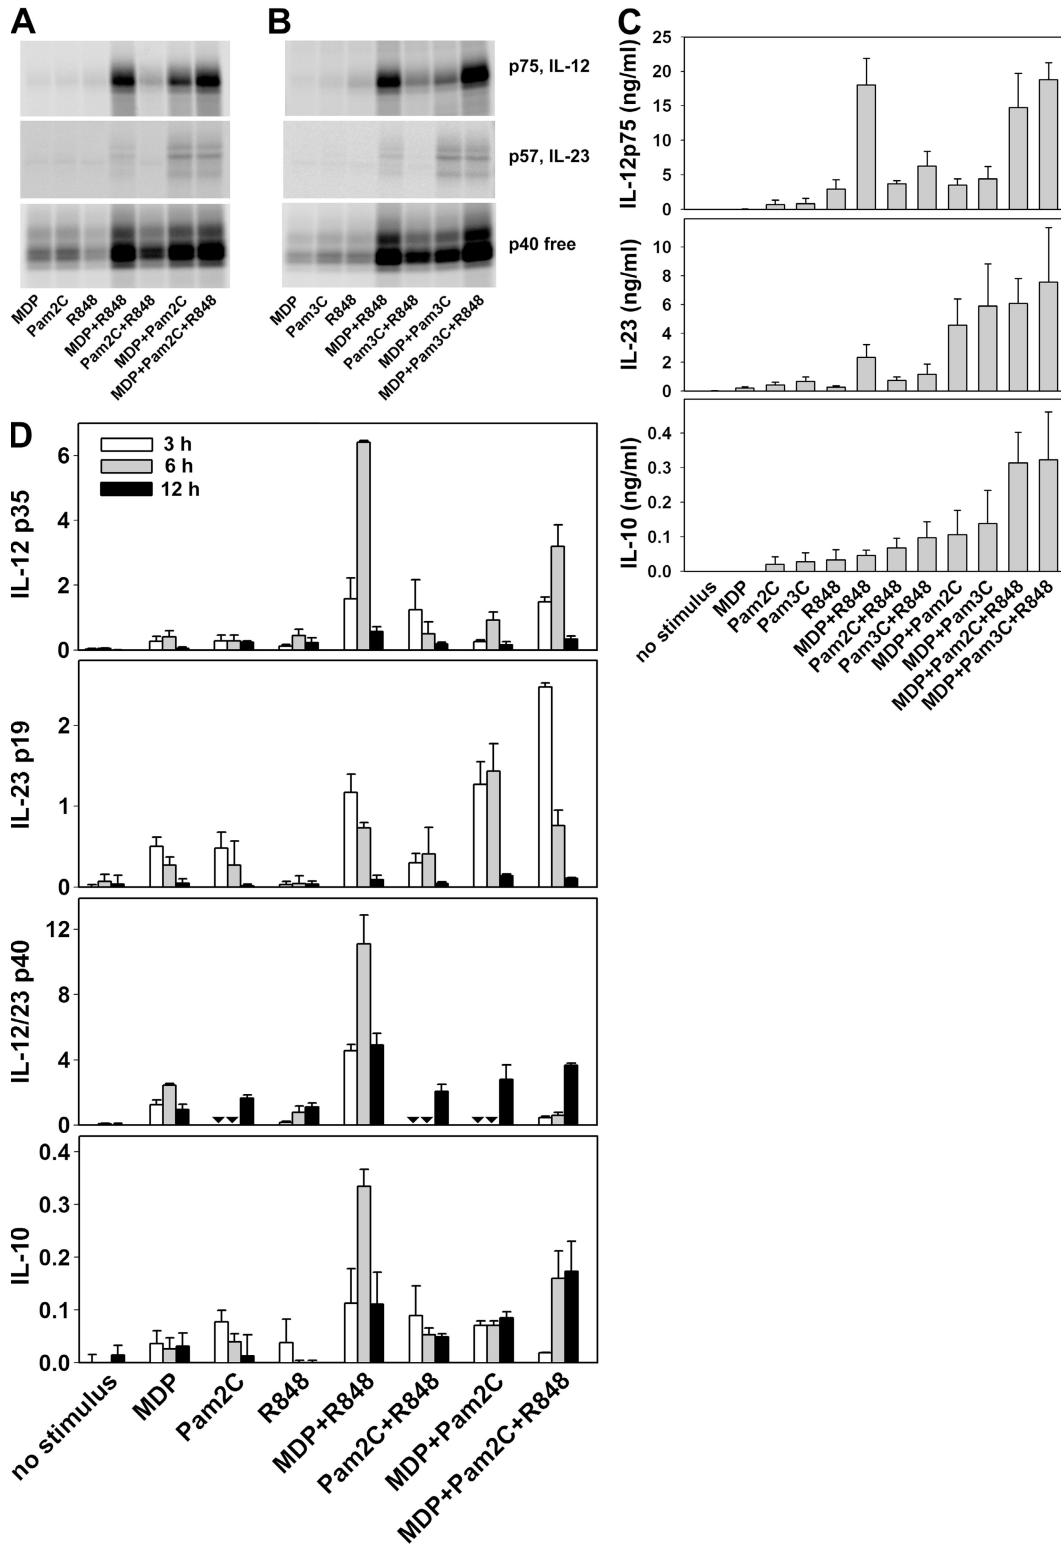 A
B
p75, IL-12
p57, IL-23
p40 free
MDP
Pam2C
R848
MDP+R848
Pam2C+R848
MDP+Pam2C
MDP+Pam2C+R848
MDP
Pam3C
R848
MDP+R848
Pam3C+R848
MDP+Pam3C
MDP+Pam3C+R848
C
IL-12p75 (ng/ml)
25
20
15
10
5
0
IL-23 (ng/ml)
10
8
6
4
2
0
IL-10 (ng/ml)
0.4
0.3
0.2
0.1
0.0
no stimulus
MDP
Pam2C
Pam3C
R848
MDP+R848
Pam2C+R848
Pam3C+R848
MDP+Pam2C
MDP+Pam3C
MDP+Pam2C+R848
MDP+Pam3C+R848
D
3 h
6 h
12 h
IL-12 p35
6
4
2
0
IL-23 p19
2
1
0
IL-12/23 p40
12
8
4
0
IL-10
0.4
0.3
0.2
0.1
0.0
no stimulus
MDP
Pam2C
R848
MDP+R848
Pam2C+R848
MDP+Pam2C
MDP+Pam2C+R848